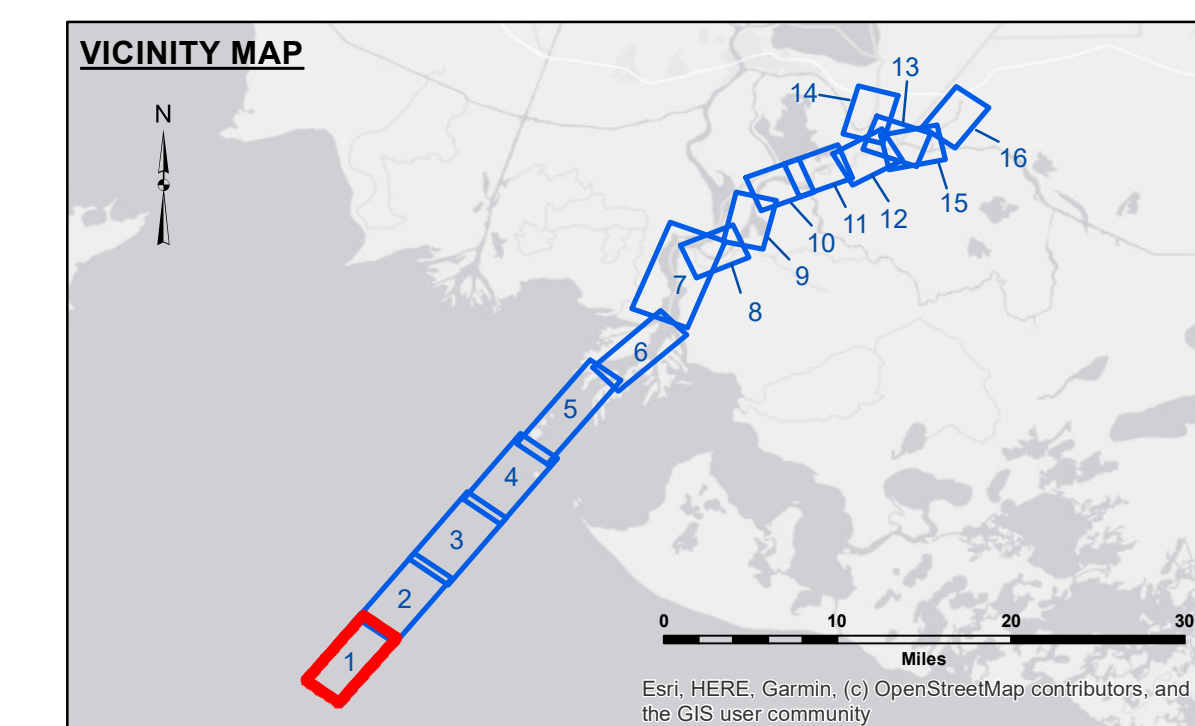 VICINITY MAP
N
13
14
16
15
12
11
10
9
8
7
6
5
4
3
2
1
0 10 20 30
Miles
Esri, HERE, Garmin, (c) OpenStreetMap contributors, and
the GIS user community